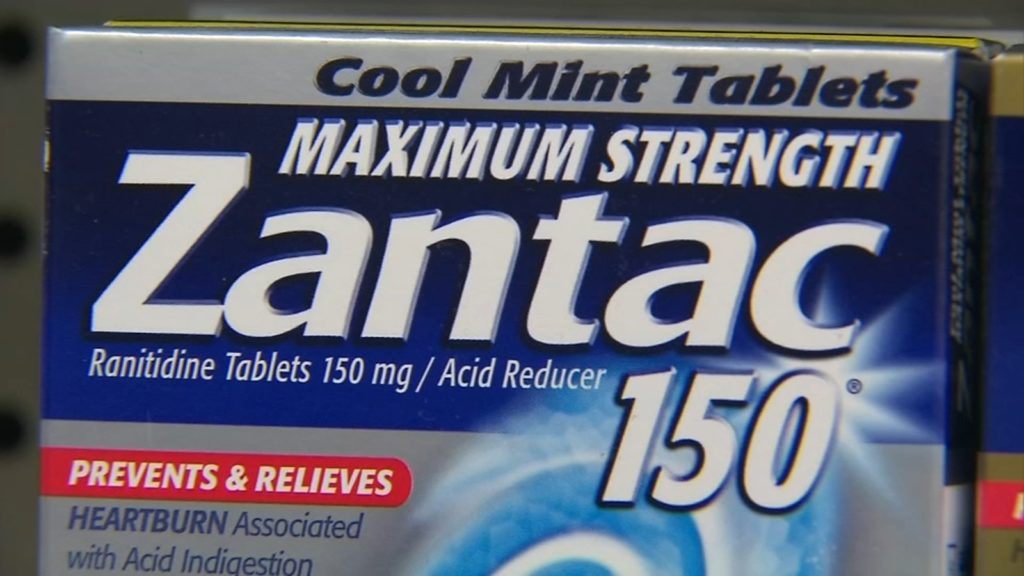 Cool Mint Tablets
MAXIMUM STRENGTH
Zantac
Ranitidine Tablets 150 mg / Acid Reducer
150®
PREVENTS & RELIEVES
HEARTBURN Associated
with Acid Indigestion